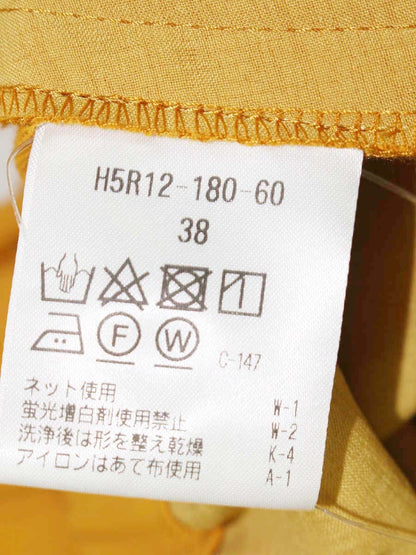 H5R12-180-60
38
F W C-147
ネット使用 W-1
蛍光増白剤使用禁止 W-2
洗浄後は形を整え乾燥 K-4
アイロンはあて布使用 A-1